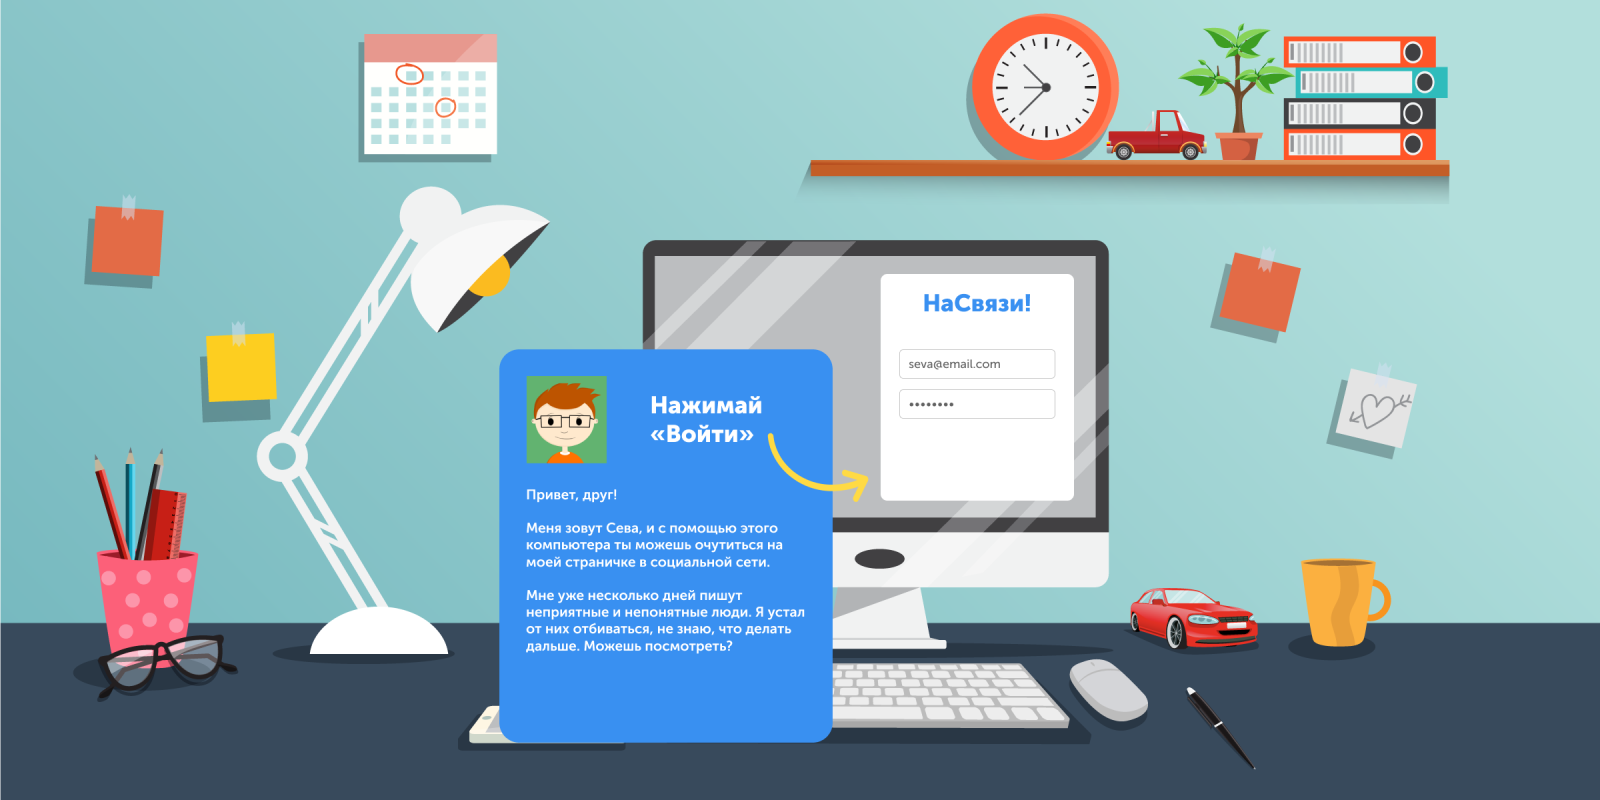 НаСвязи!
seva@email.com
••••••••
Нажимай
«Войти»
Привет, друг!
Меня зовут Сева, и с помощью этого
компьютера ты можешь очутиться на
моей страничке в социальной сети.
Мне уже несколько дней пишут
неприятные и непонятные люди. Я устал
от них отбиваться, не знаю, что делать
дальше. Можешь посмотреть?